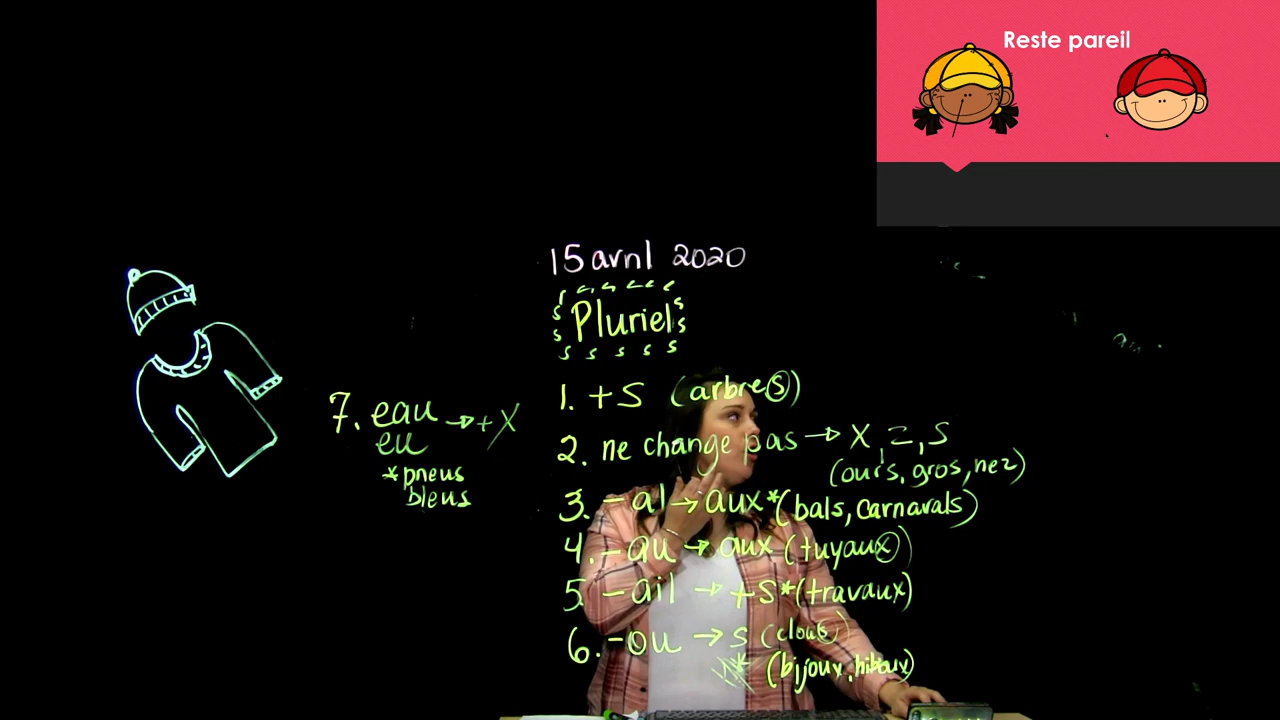 Reste pareil
15 avril 2020
Pluriel
1. +s (arbres)
2. ne change pas → x, z, s
(ours, gros, nez)
3. -al → aux *(bals, carnavals)
4. -au → aux (tuyaux)
5. -ail → +s *(travaux)
6. -ou → s (clous)
* (bijoux, hiboux)
7. eau → +x
eu
* pneus
bleus